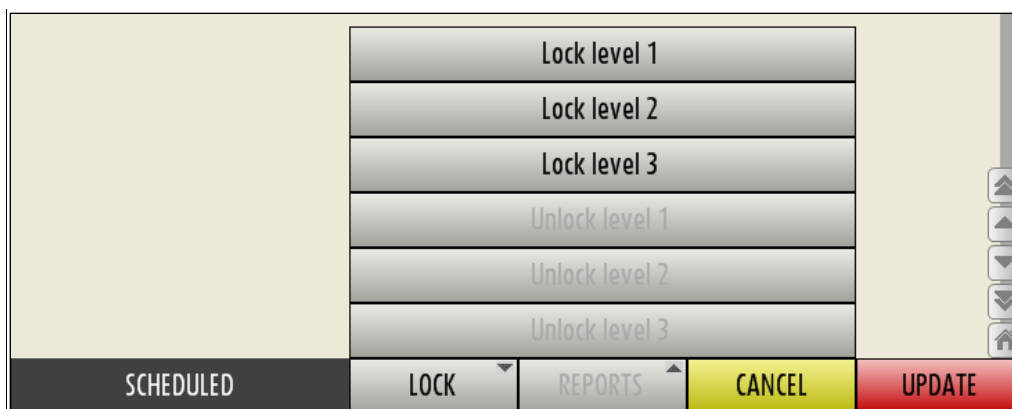 Lock level 1
Lock level 2
Lock level 3
Unlock level 1
Unlock level 2
Unlock level 3
SCHEDULED LOCK REPORTS CANCEL UPDATE